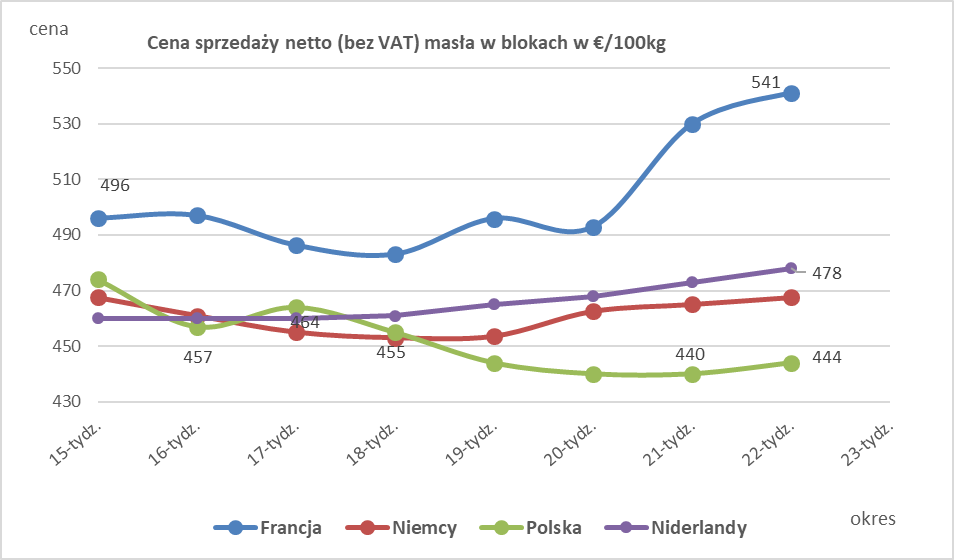 cena
Cena sprzedaży netto (bez VAT) masła w blokach w €/100kg
550
530
510
490
470
450
430
541
496
478
464
457
455
440
444
15-tydz.
16-tydz.
17-tydz.
18-tydz.
19-tydz.
20-tydz.
21-tydz.
22-tydz.
23-tydz.
okres
Francja Niemcy Polska Niderlandy